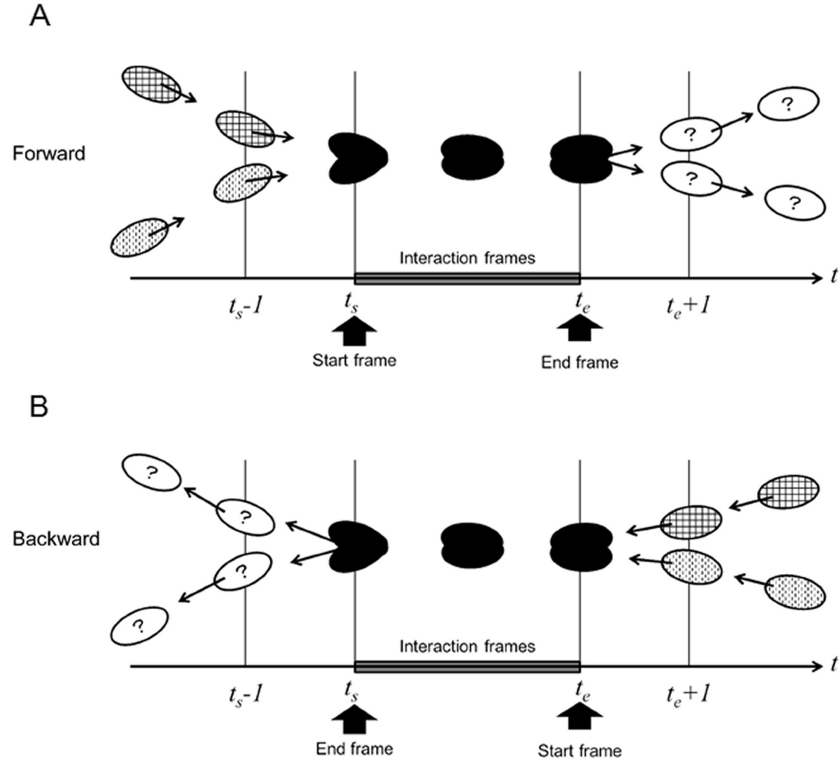 A
Forward
?
?
?
?
Interaction frames
t
ts-1
ts
te
te+1
Start frame
End frame
B
Backward
?
?
?
?
Interaction frames
t
ts-1
ts
te
te+1
End frame
Start frame